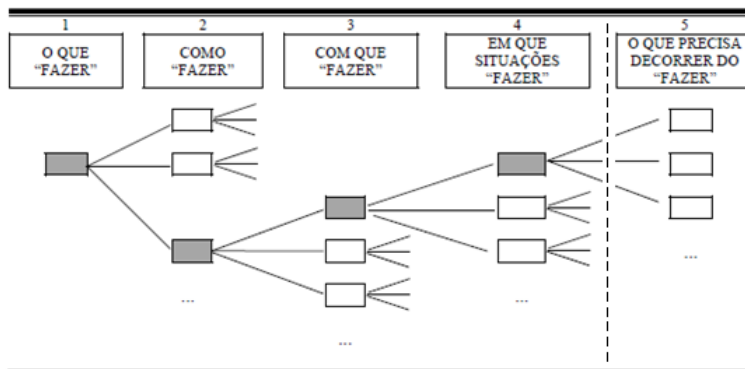 1
2
3
4
5
O QUE
“FAZER”
COMO
“FAZER”
COM QUE
“FAZER”
EM QUE
SITUAÇÕES
“FAZER”
O QUE PRECISA
DECORRER DO
“FAZER”
...
...
...
...